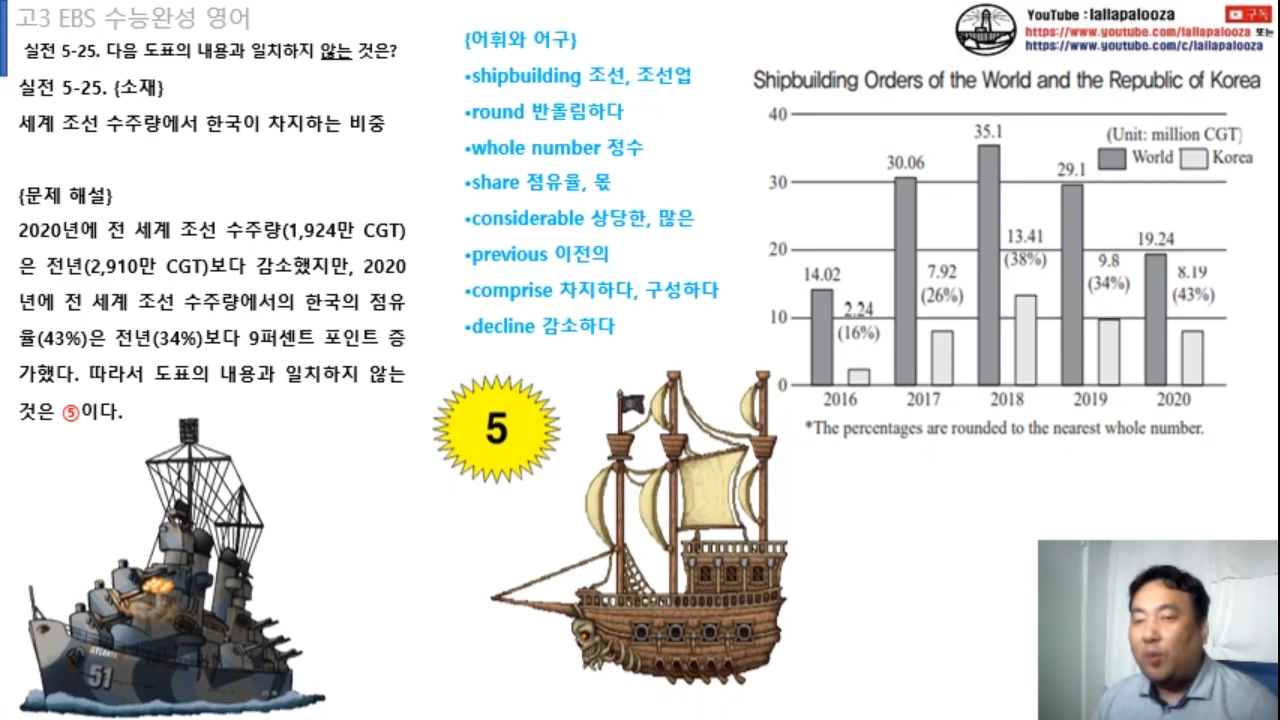 고3 EBS 수능완성 영어
실전 5-25. 다음 도표의 내용과 일치하지 않는 것은?
실전 5-25. {소재}
세계 조선 수주량에서 한국이 차지하는 비중
{문제 해설}
2020년에 전 세계 조선 수주량(1,924만 CGT)
은 전년(2,910만 CGT)보다 감소했지만, 2020
년에 전 세계 조선 수주량에서의 한국의 점유
율(43%)은 전년(34%)보다 9퍼센트 포인트 증
가했다. 따라서 도표의 내용과 일치하지 않는
것은 ⑤이다.
{어휘와 어구}
•shipbuilding 조선, 조선업
•round 반올림하다
•whole number 정수
•share 점유율, 몫
•considerable 상당한, 많은
•previous 이전의
•comprise 차지하다, 구성하다
•decline 감소하다
5
YouTube : lallapalooza
구독
https://www.youtube.com/lallapalooza 또는
https://www.youtube.com/c/lallapalooza
Shipbuilding Orders of the World and the Republic of Korea
(Unit: million CGT)
World Korea
40
30
20
10
0
14.02
2.24
(16%)
30.06
7.92
(26%)
35.1
13.41
(38%)
29.1
9.8
(34%)
19.24
8.19
(43%)
2016 2017 2018 2019 2020
*The percentages are rounded to the nearest whole number.
51